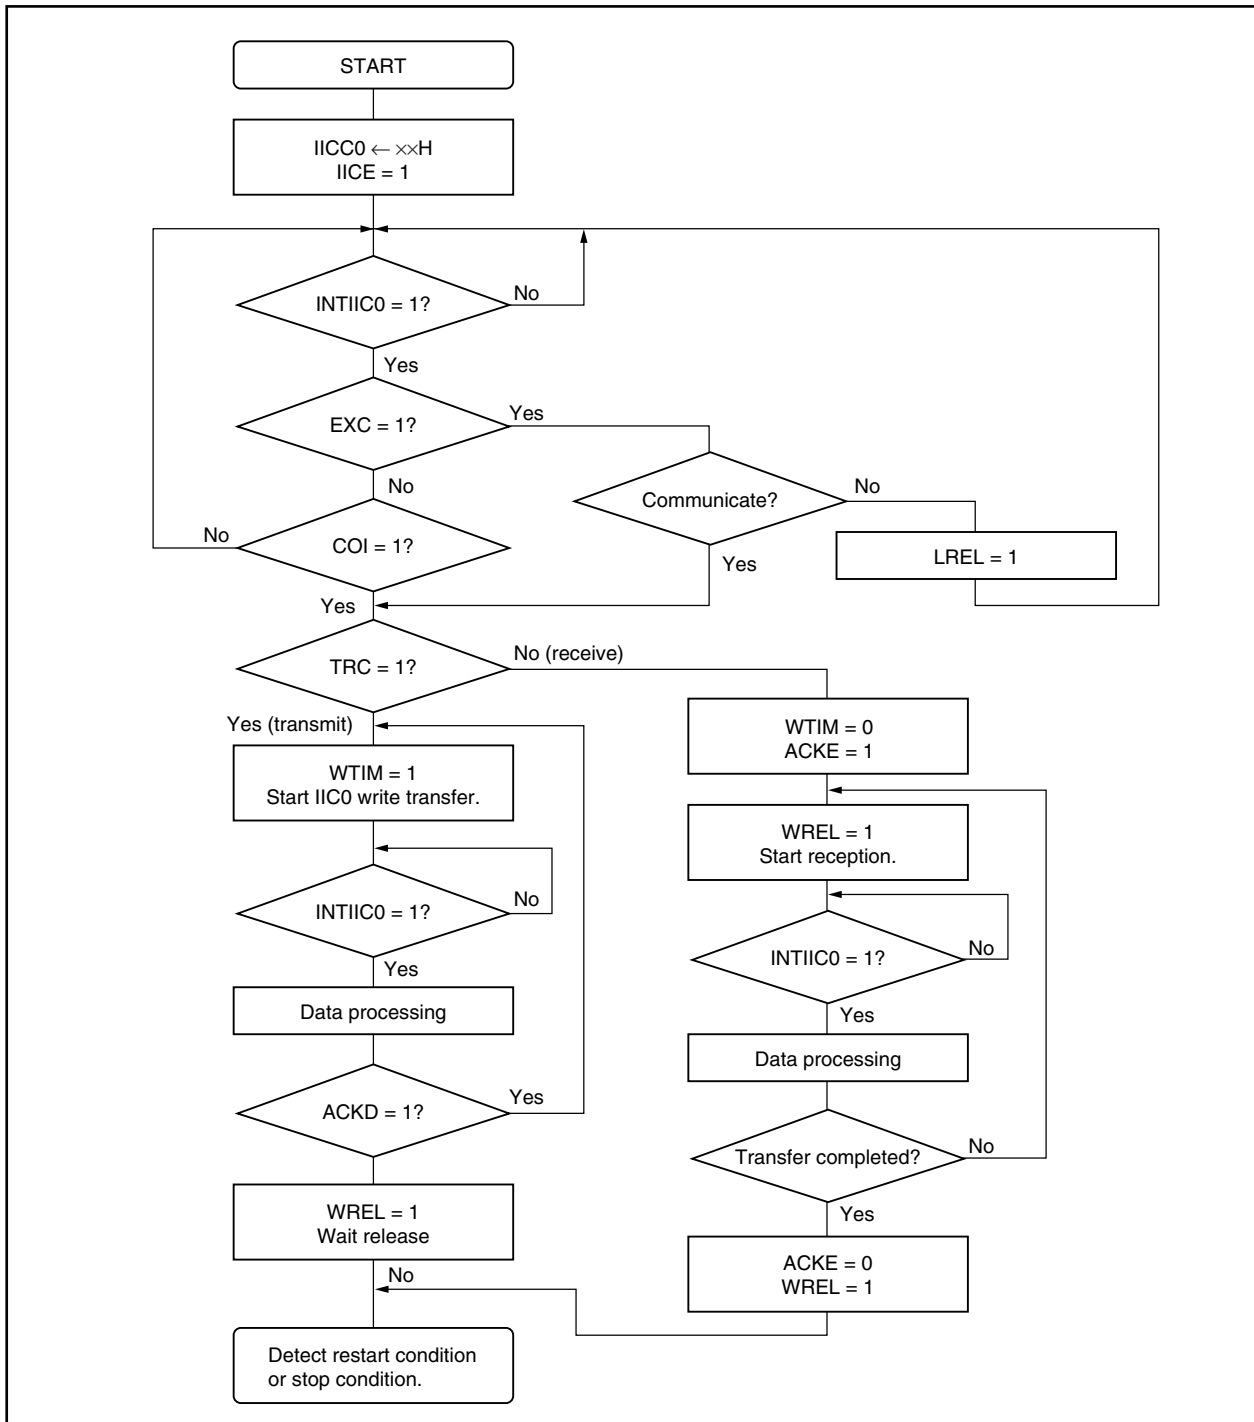 START
IICC0 ← ××H
IICE = 1
INTIIC0 = 1?
No
Yes
EXC = 1?
Yes
No
Communicate?
No
COI = 1?
No
LREL = 1
Yes
Yes
TRC = 1?
No (receive)
Yes (transmit)
WTIM = 0
ACKE = 1
WTIM = 1
Start IIC0 write transfer.
WREL = 1
Start reception.
INTIIC0 = 1?
No
INTIIC0 = 1?
No
Yes
Yes
Data processing
Data processing
ACKD = 1?
Yes
Transfer completed?
No
WREL = 1
Wait release
Yes
ACKE = 0
WREL = 1
No
Detect restart condition
or stop condition.